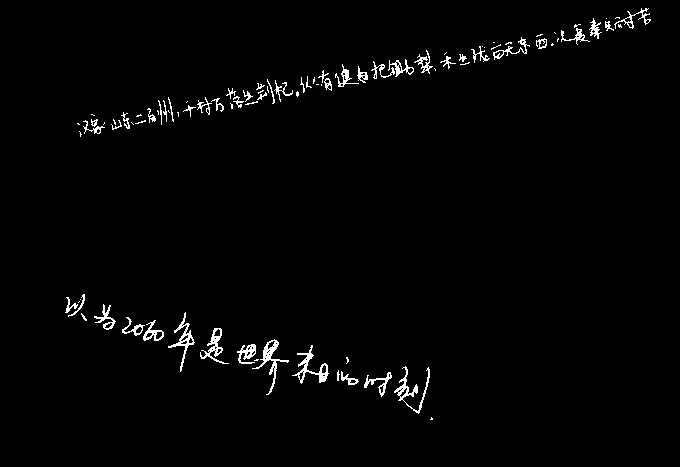 汉家山东二百州,千村万落生荆杞。纵有健妇把锄与犁,禾生陇亩无东西。况复秦兵耐苦
以为2060年是世界末日的时刻.